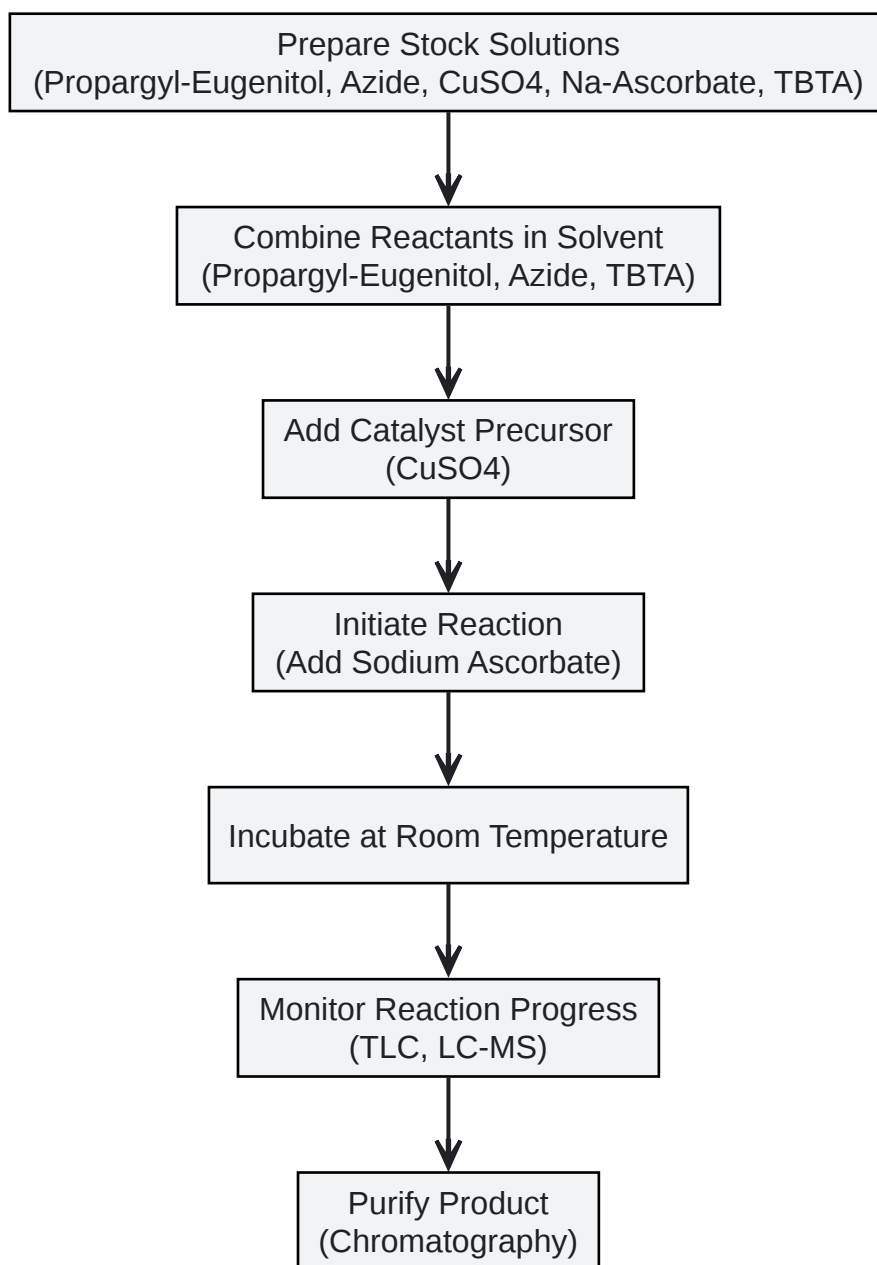 Prepare Stock Solutions
(Propargyl-Eugenitol, Azide, CuSO4, Na-Ascorbate, TBTA)
Combine Reactants in Solvent
(Propargyl-Eugenitol, Azide, TBTA)
Add Catalyst Precursor
(CuSO4)
Initiate Reaction
(Add Sodium Ascorbate)
Incubate at Room Temperature
Monitor Reaction Progress
(TLC, LC-MS)
Purify Product
(Chromatography)